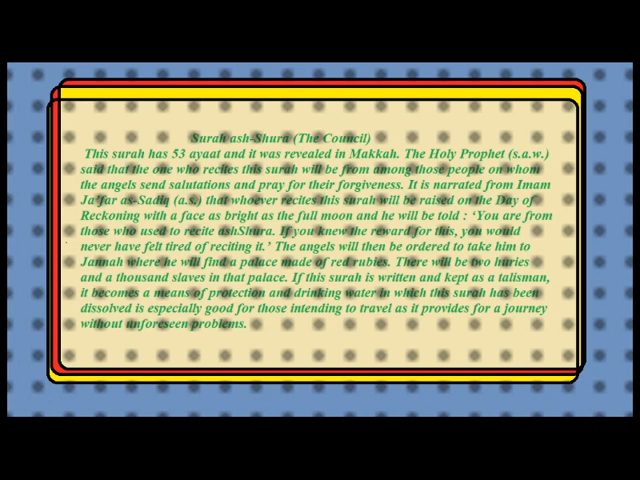 Surah ash-Shura (The Council)
This surah has 53 ayaat and it was revealed in Makkah. The Holy Prophet (s.a.w.)
said that the one who recites this surah will be from among those people on whom
the angels send salutations and pray for their forgiveness. It is narrated from Imam
Ja'far as-Sadiq (a.s.) that whoever recites this surah will be raised on the Day of
Reckoning with a face as bright as the full moon and he will be told : ‘You are from
those who used to recite ashShura. If you knew the reward for this, you would
never have felt tired of reciting it.’ The angels will then be ordered to take him to
Jannah where he will find a palace made of red rubies. There will be two huries
and a thousand slaves in that palace. If this surah is written and kept as a talisman,
it becomes a means of protection and drinking water in which this surah has been
dissolved is especially good for those intending to travel as it provides for a journey
without unforeseen problems.